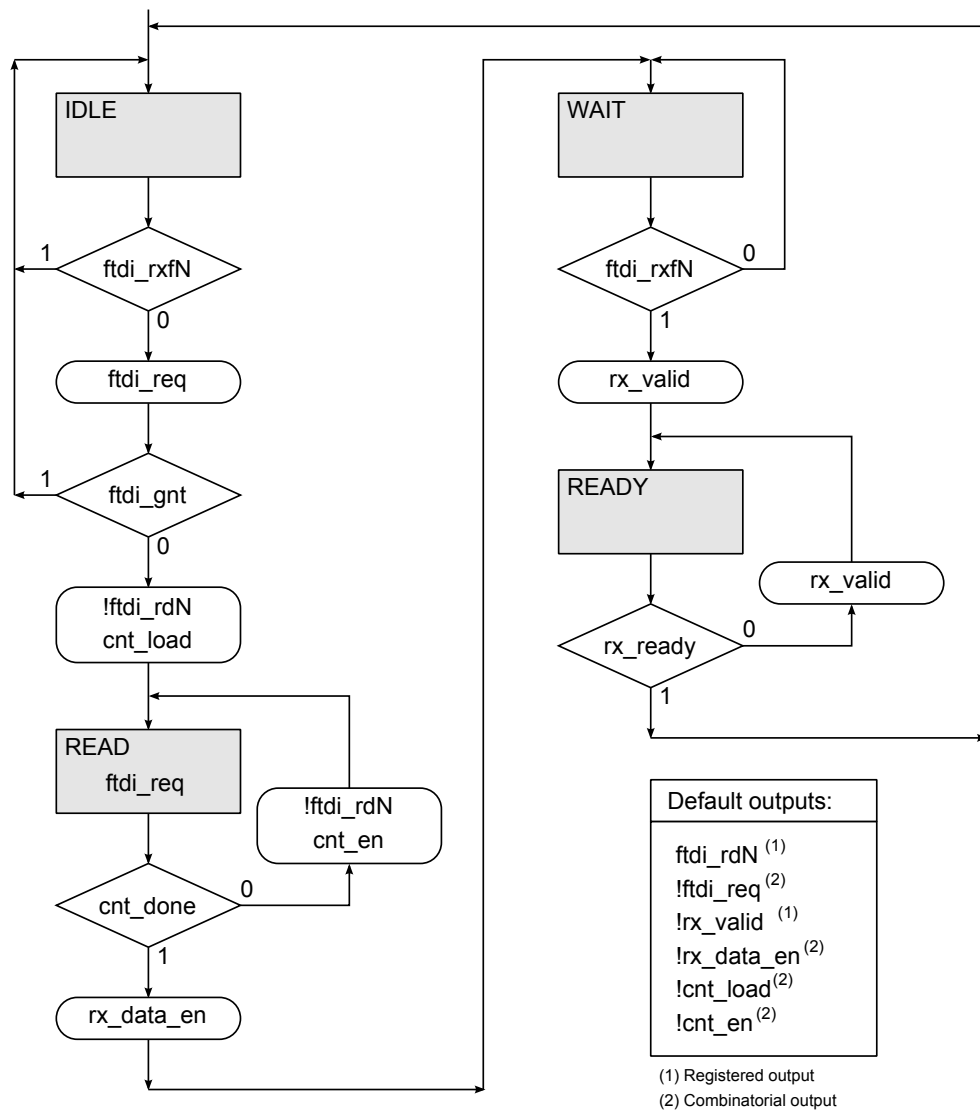 IDLE
ftdi_rxfN
1
0
ftdi_req
ftdi_gnt
1
0
!ftdi_rdN
cnt_load
READ
ftdi_req
!ftdi_rdN
cnt_en
cnt_done
0
1
rx_data_en
WAIT
ftdi_rxfN
0
1
rx_valid
READY
rx_valid
rx_ready
0
1
Default outputs:
ftdi_rdN (1)
!ftdi_req (2)
!rx_valid (1)
!rx_data_en (2)
!cnt_load (2)
!cnt_en (2)
(1) Registered output
(2) Combinatorial output